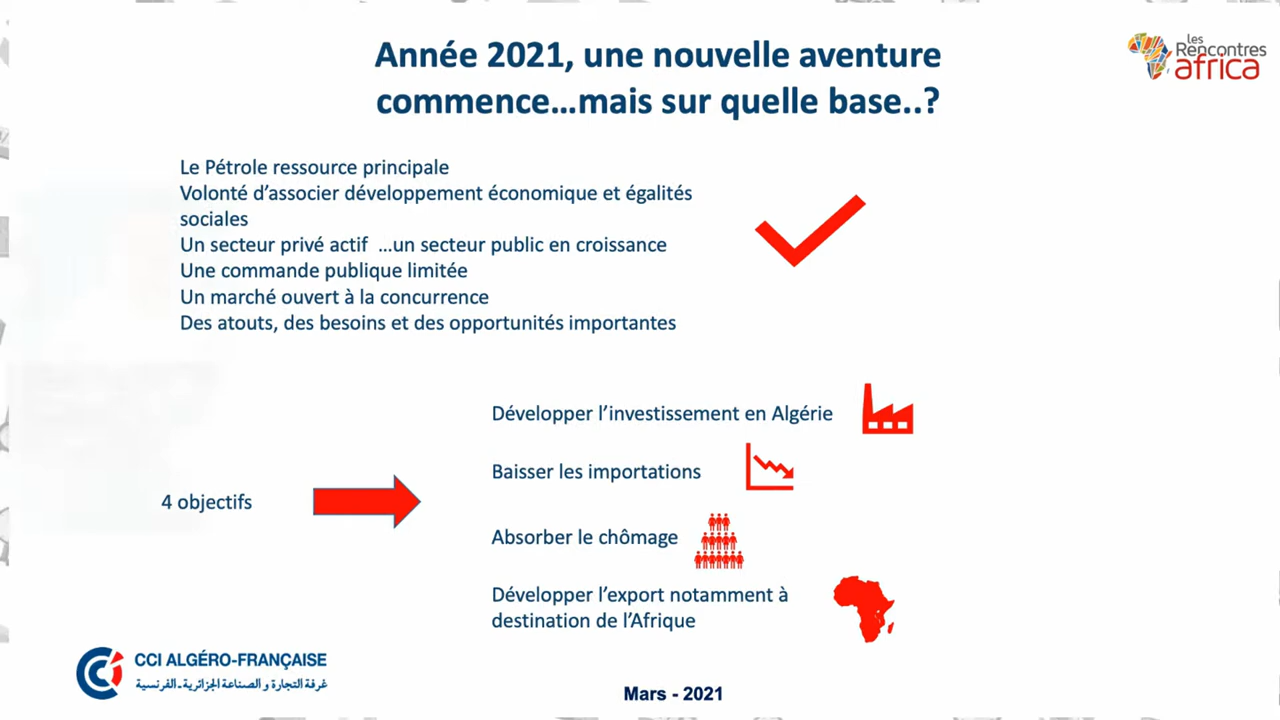 Année 2021, une nouvelle aventure
commence...mais sur quelle base..?
les
Rencontres
africa
Le Pétrole ressource principale
Volonté d’associer développement économique et égalités
sociales
Un secteur privé actif ...un secteur public en croissance
Une commande publique limitée
Un marché ouvert à la concurrence
Des atouts, des besoins et des opportunités importantes
4 objectifs
Développer l’investissement en Algérie
Baisser les importations
Absorber le chômage
Développer l’export notamment à
destination de l’Afrique
CCI ALGÉRO-FRANÇAISE
غرفة التجارة و الصناعة الجزائرية-الفرنسية
Mars - 2021